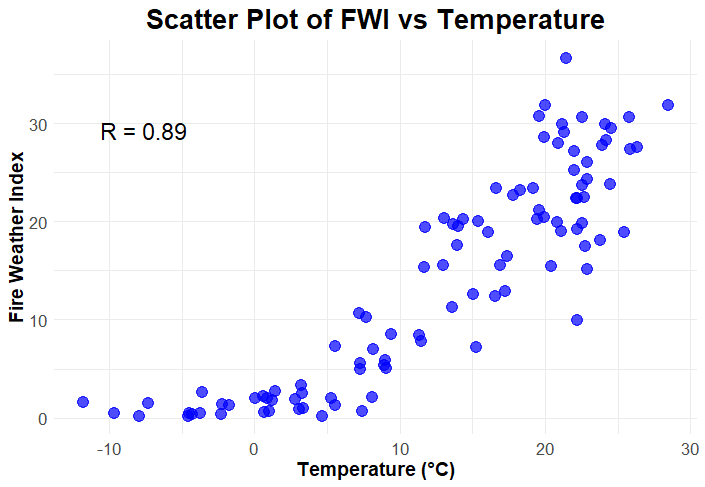 Scatter Plot of FWI vs Temperature
R = 0.89
Fire Weather Index
30
20
10
0
-10 0 10 20 30
Temperature (°C)